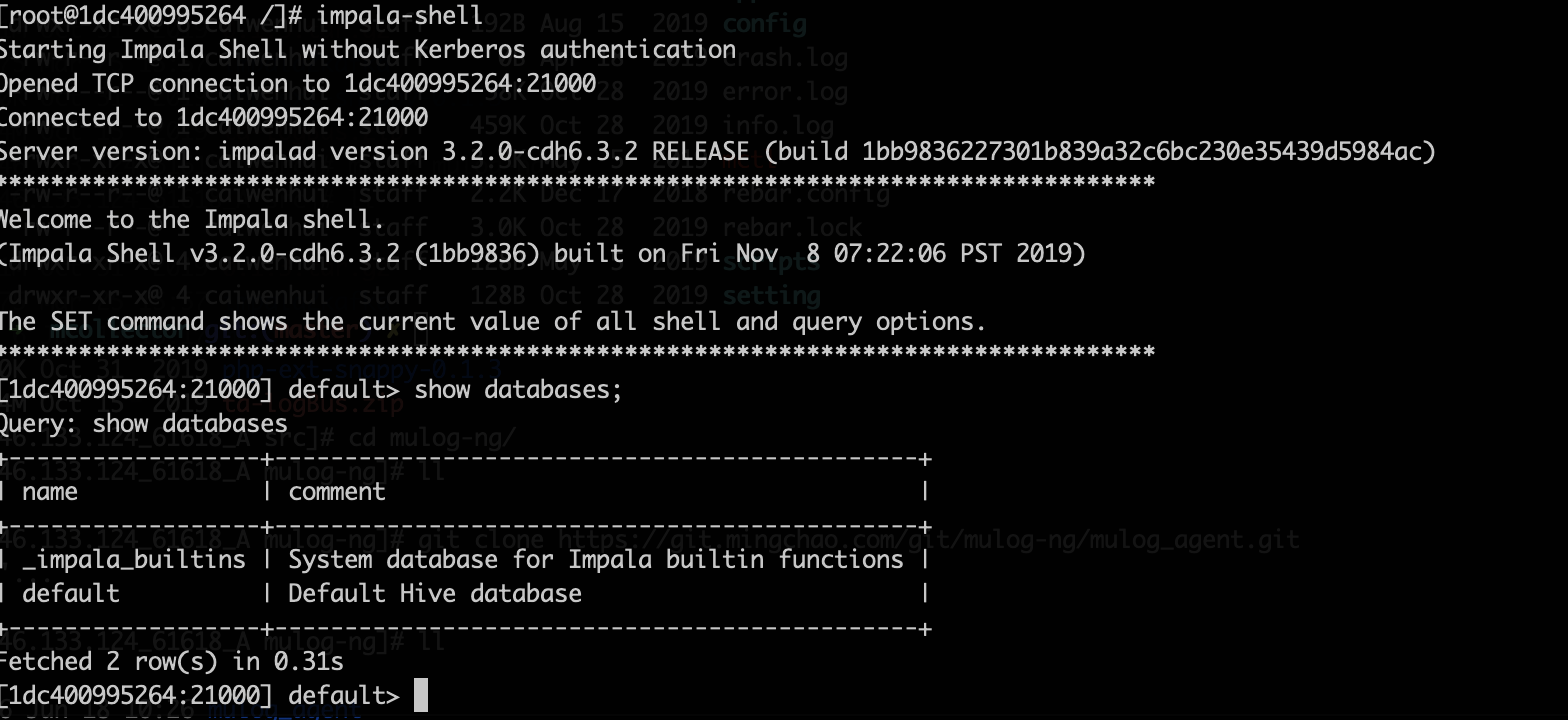 [root@1dc400995264 /]# impala-shell
Starting Impala Shell without Kerberos authentication
Opened TCP connection to 1dc400995264:21000
Connected to 1dc400995264:21000
Server version: impalad version 3.2.0-cdh6.3.2 RELEASE (build 1bb9836227301b839a32c6bc230e35439d5984ac)
***********************************************************************************
Welcome to the Impala shell.
(Impala Shell v3.2.0-cdh6.3.2 (1bb9836) built on Fri Nov  8 07:22:06 PST 2019)
The SET command shows the current value of all shell and query options.
***********************************************************************************
[1dc400995264:21000] default> show databases;
Query: show databases
+------------------+----------------------------------------------+
| name             | comment                                      |
+------------------+----------------------------------------------+
| _impala_builtins | System database for Impala builtin functions |
| default          | Default Hive database                        |
+------------------+----------------------------------------------+
Fetched 2 row(s) in 0.31s
[1dc400995264:21000] default>